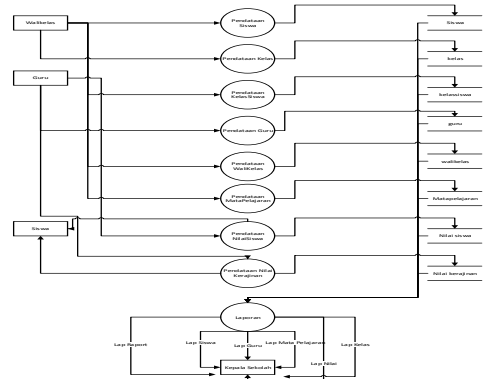 Walikelas
Pendataan
Siswa
Siswa
Pendataan Kelas
kelas
Guru
Pendataan
KelasSiswa
kelassiswa
Pendataan Guru
guru
Pendataan
WaliKelas
walikelas
Pendataan
MataPelajaran
Matapelajaran
Siswa
Pendataan
NilaiSiswa
Nilai siswa
Pendataan Nilai
Kerajinan
Nilai kerajinan
Laporan
Lap Raport
Lap Siswa
Lap Guru
Lap Mata Pelajaran
Lap Kelas
Lap Nilai
Kepala Sekolah